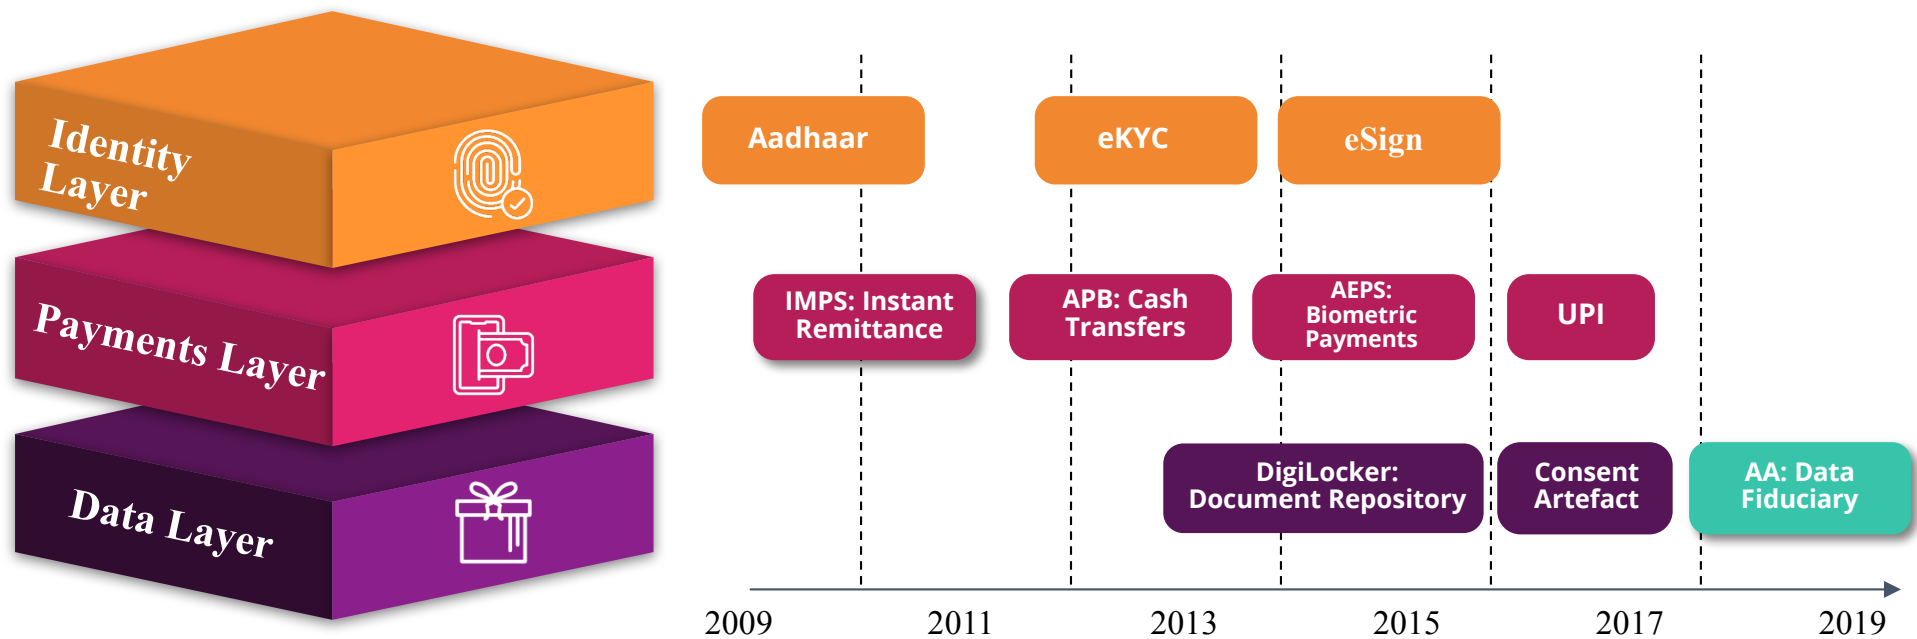 Identity
Layer
Aadhaar
eKYC
eSign
Payments Layer
IMPS: Instant
Remittance
APB: Cash
Transfers
AEPS:
Biometric
Payments
UPI
Data Layer
DigiLocker:
Document Repository
Consent
Artefact
AA: Data
Fiduciary
2009
2011
2013
2015
2017
2019